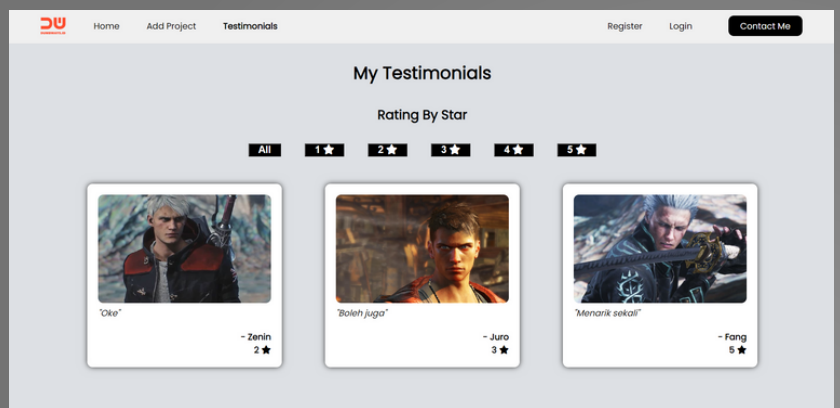 Home Add Project Testimonials Register Login Contact Me
My Testimonials
Rating By Star
All 1 ★ 2 ★ 3 ★ 4 ★ 5 ★
"Oke"
- Zenin
2 ★
"Boleh juga"
- Juro
3 ★
"Menarik sekali"
- Fang
5 ★